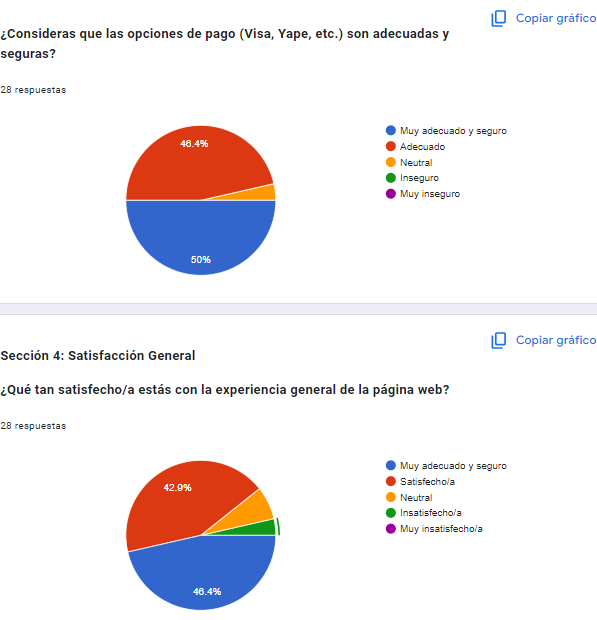 Copiar gráfico
¿Consideras que las opciones de pago (Visa, Yape, etc.) son adecuadas y
seguras?
28 respuestas
46.4%
50%
Muy adecuado y seguro
Adecuado
Neutral
Inseguro
Muy inseguro
Copiar gráfico
Sección 4: Satisfacción General
¿Qué tan satisfecho/a estás con la experiencia general de la página web?
28 respuestas
42.9%
46.4%
Muy adecuado y seguro
Satisfecho/a
Neutral
Insatisfecho/a
Muy insatisfecho/a